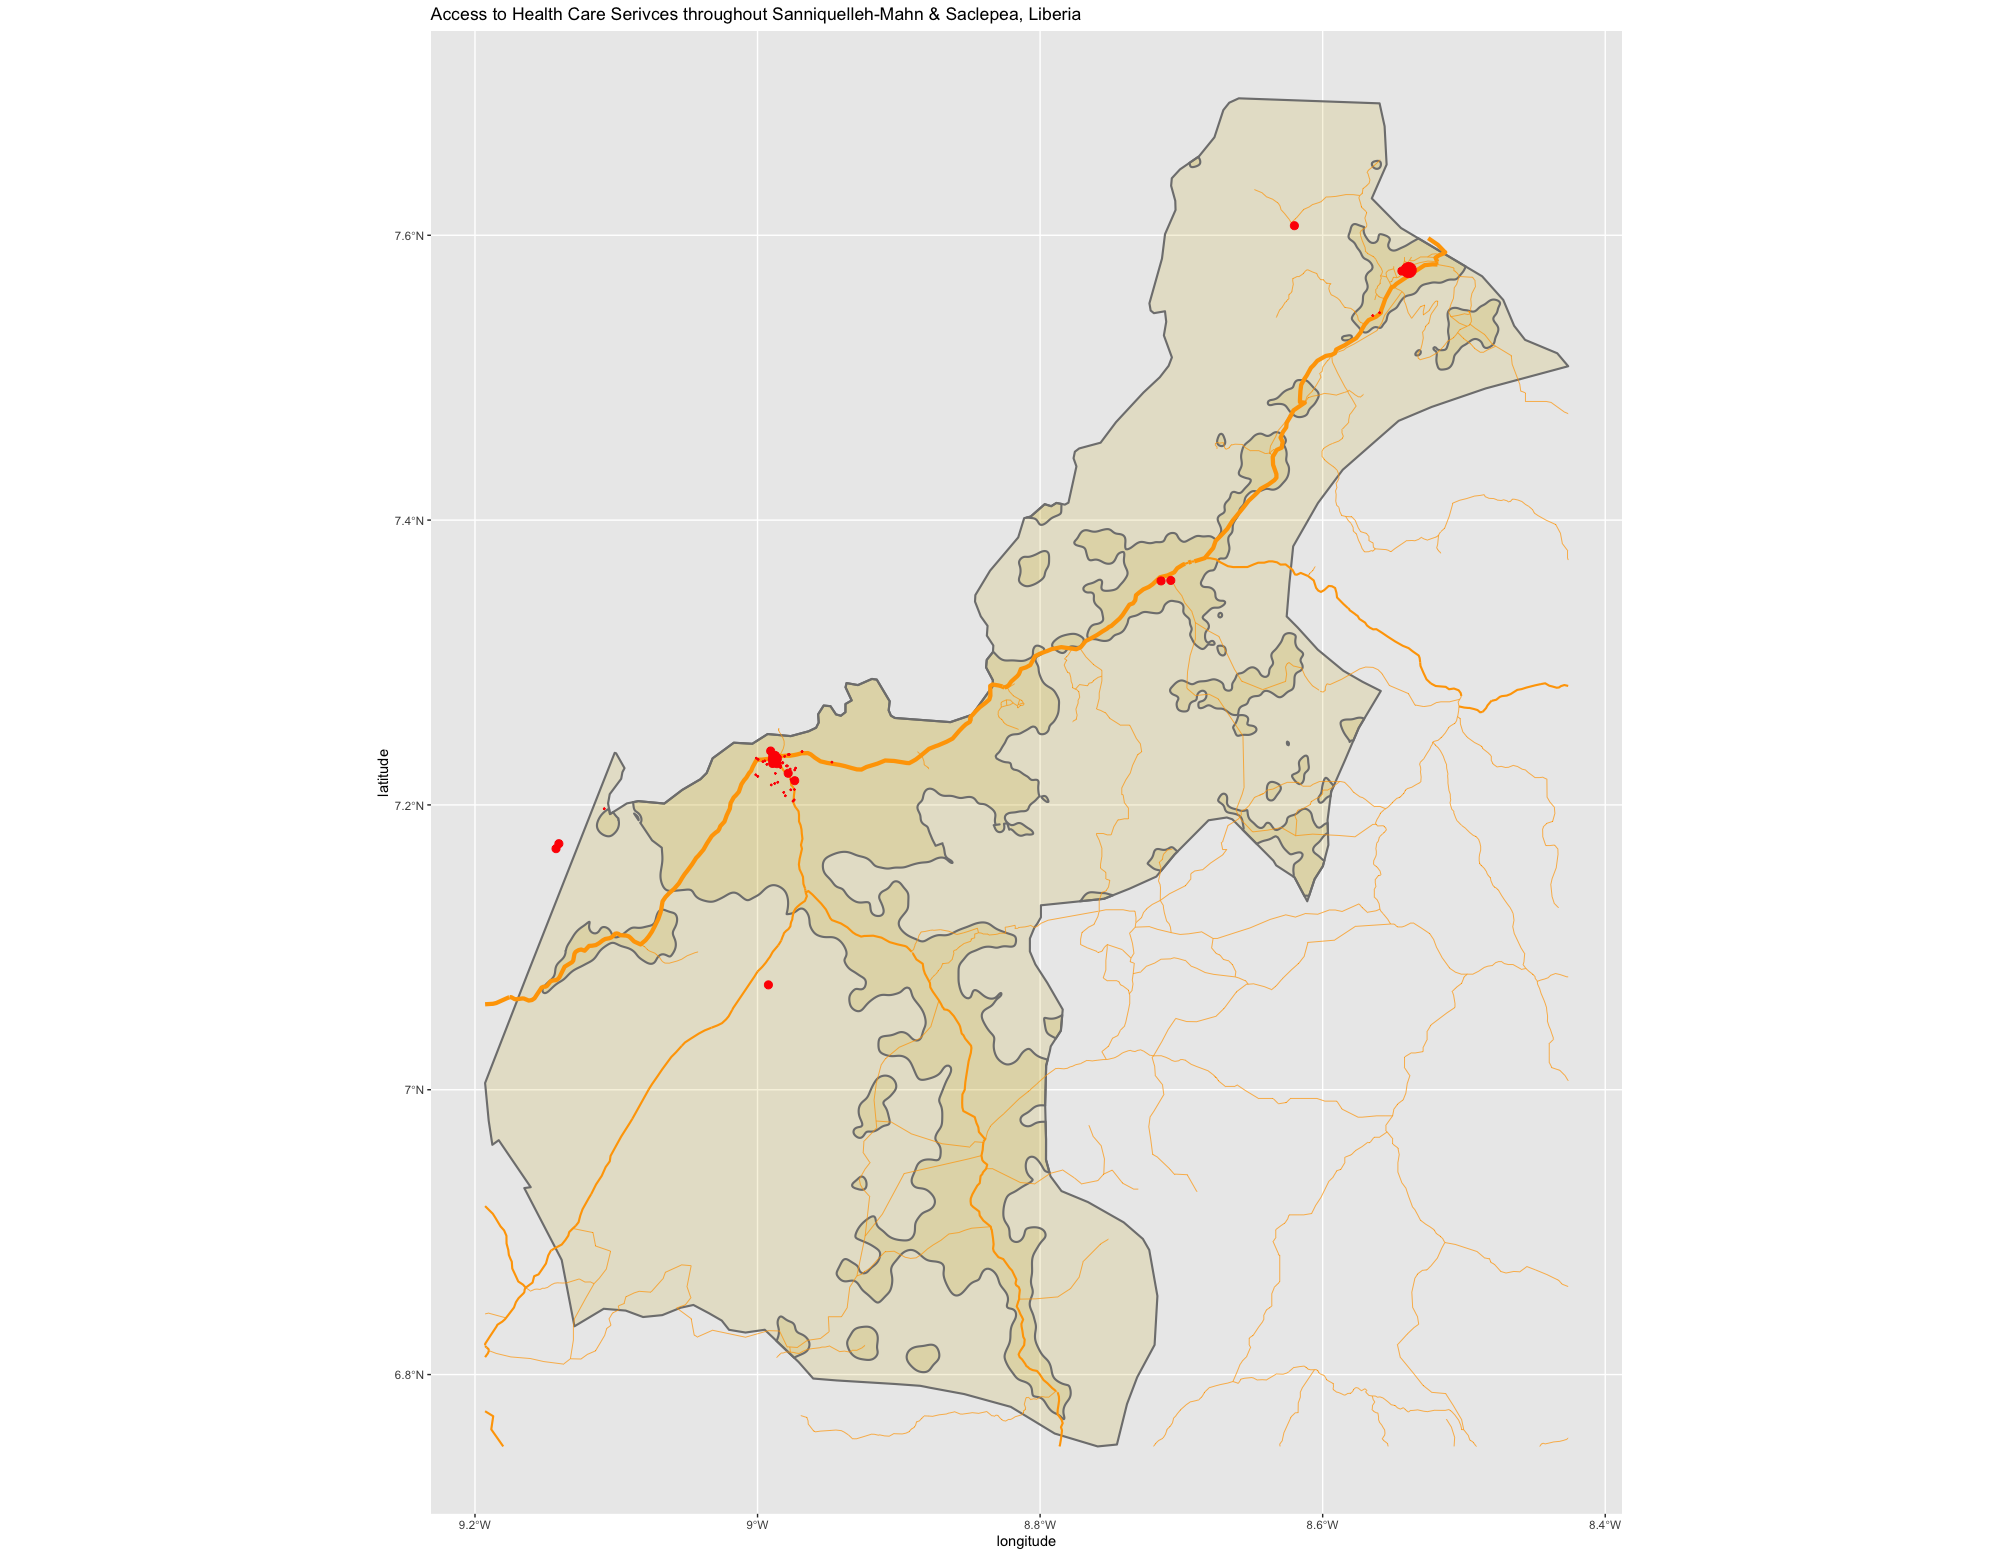 Access to Health Care Serivces throughout Sanniquelleh-Mahn & Saclepea, Liberia
7.6°N
7.4°N
latitude
7.2°N
7°N
6.8°N
9.2°W 9°W 8.8°W 8.6°W 8.4°W
longitude